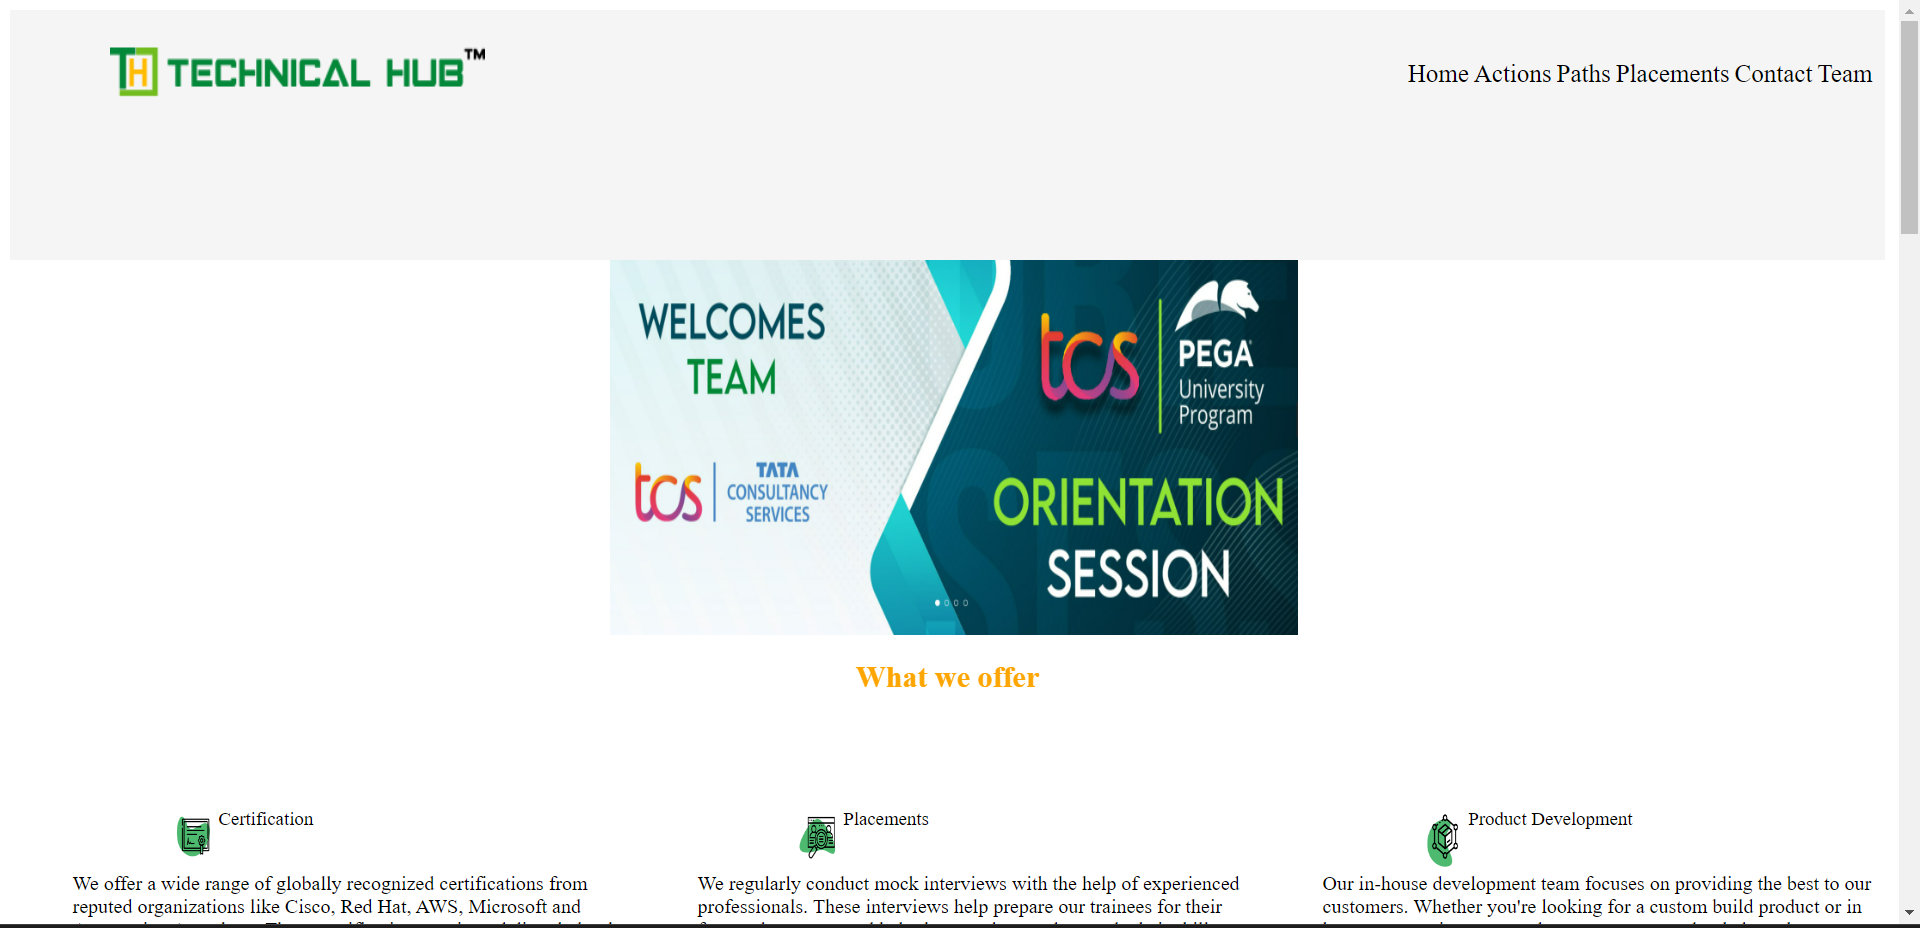 TH TECHNICAL HUB™
Home Actions Paths Placements Contact Team
WELCOMES
TEAM
tcs
TATA
CONSULTANCY
SERVICES
tcs
PEGA
University
Program
ORIENTATION
SESSION
What we offer
Certification
We offer a wide range of globally recognized certifications from
reputed organizations like Cisco, Red Hat, AWS, Microsoft and
Placements
We regularly conduct mock interviews with the help of experienced
professionals. These interviews help prepare our trainees for their
Product Development
Our in-house development team focuses on providing the best to our
customers. Whether you're looking for a custom build product or in